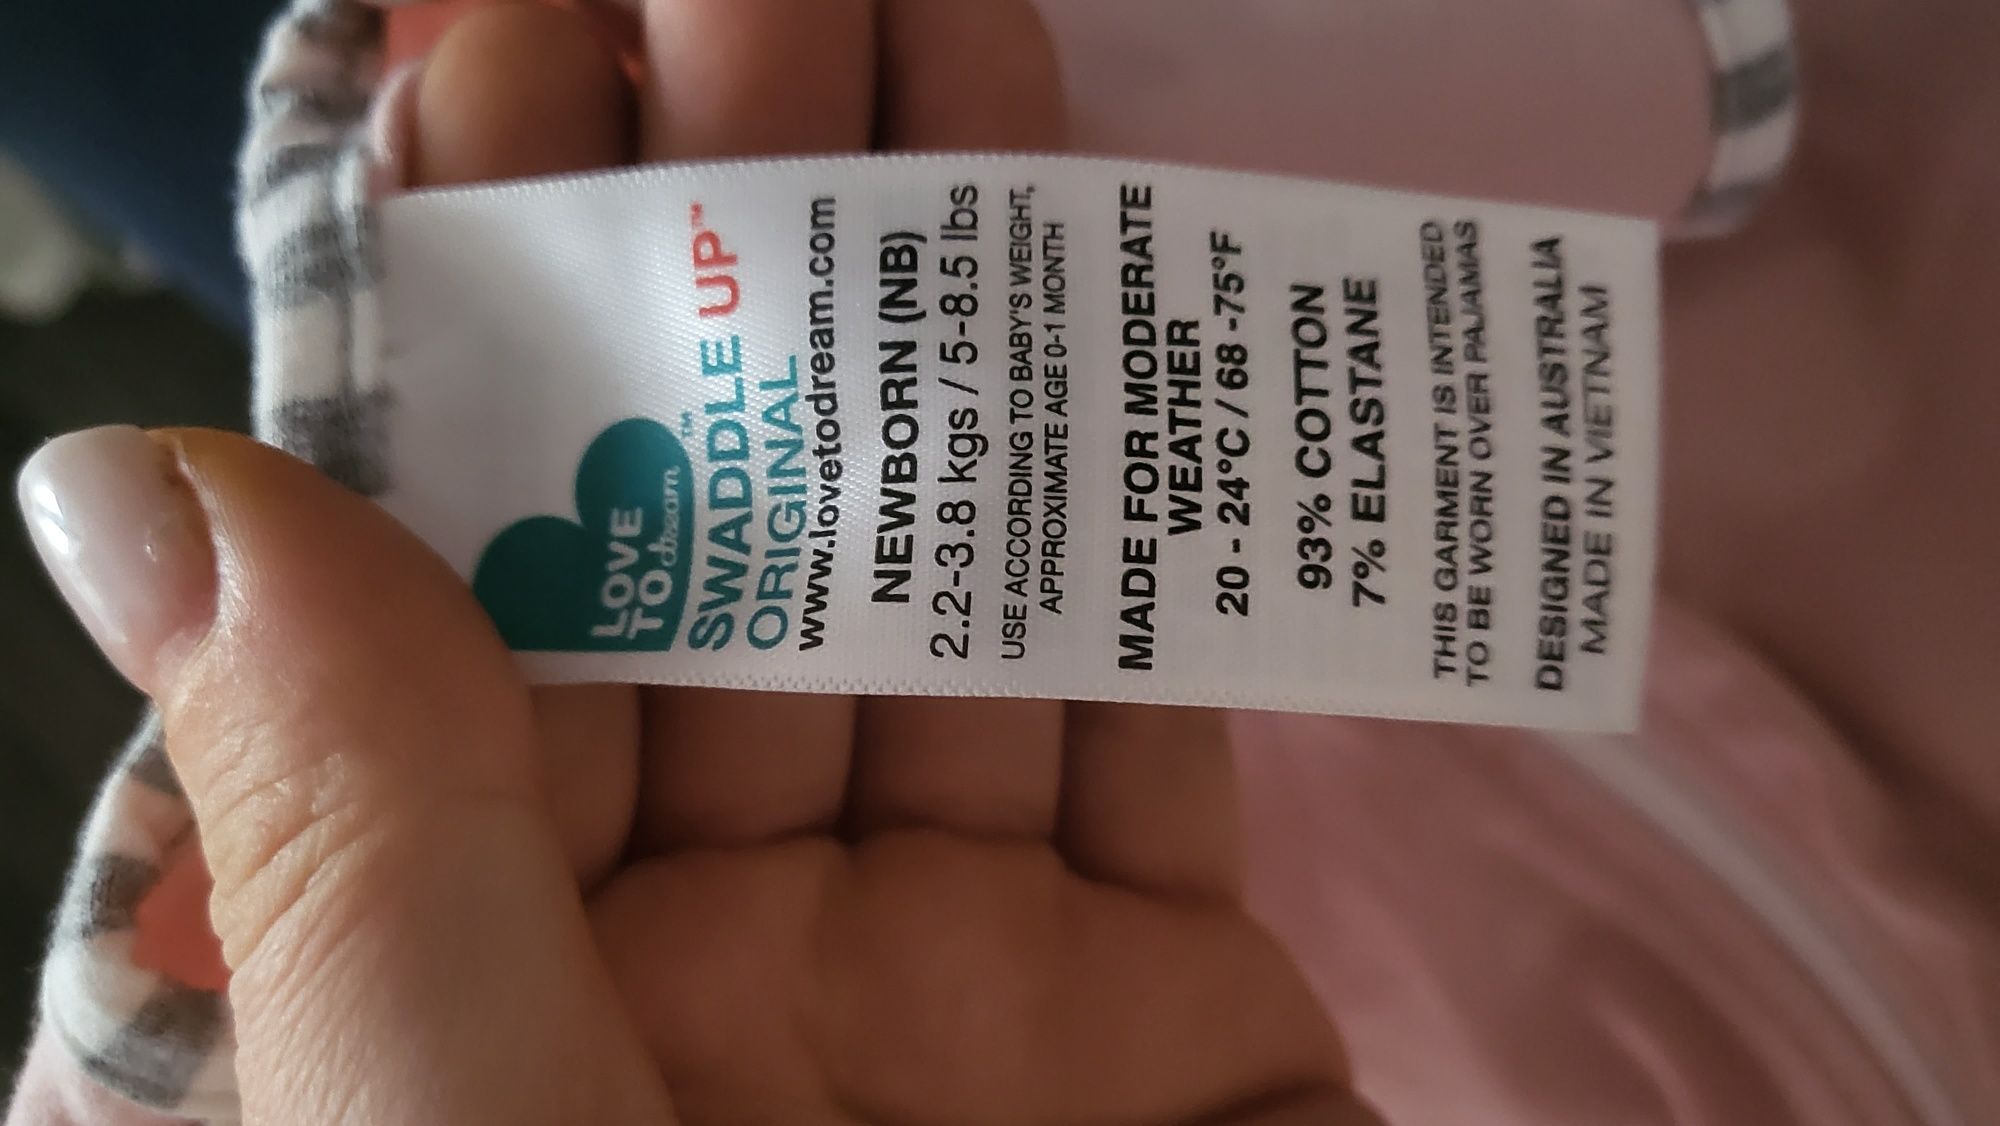 LOVE
TO dream™
SWADDLE UP™
ORIGINAL
www.lovetodream.com
NEWBORN (NB)
2.2-3.8 kgs / 5-8.5 lbs
USE ACCORDING TO BABY'S WEIGHT,
APPROXIMATE AGE 0-1 MONTH
MADE FOR MODERATE
WEATHER
20 - 24°C / 68 -75°F
93% COTTON
7% ELASTANE
THIS GARMENT IS INTENDED
TO BE WORN OVER PAJAMAS
DESIGNED IN AUSTRALIA
MADE IN VIETNAM